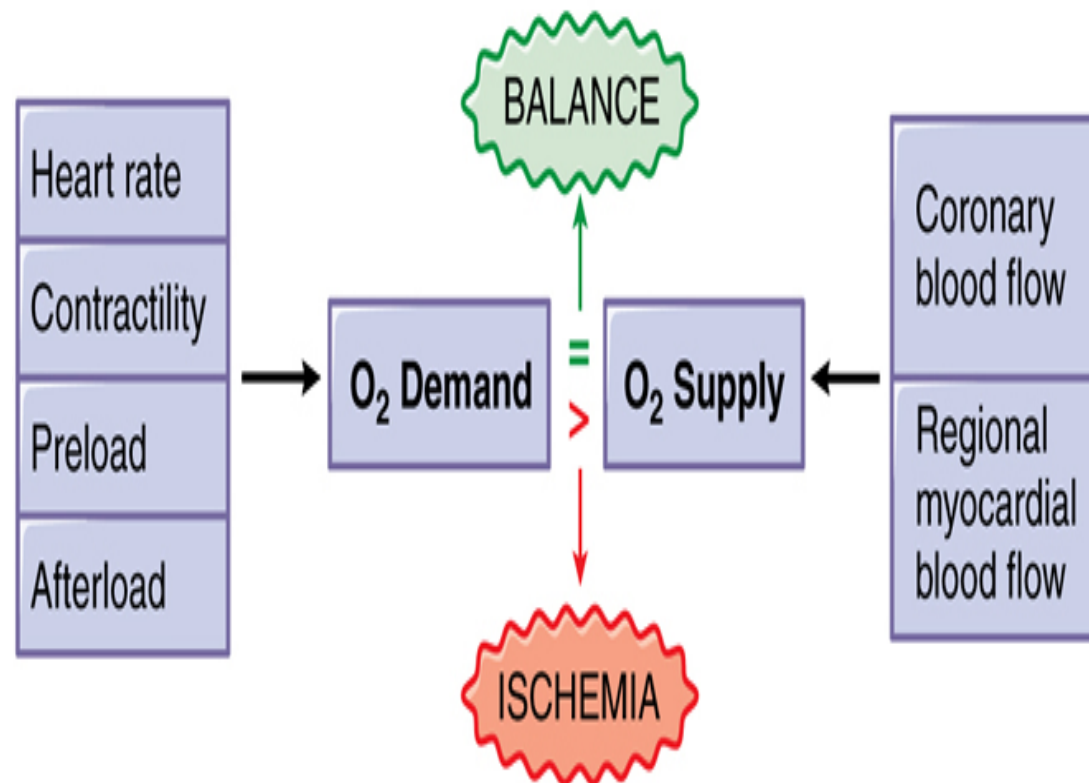 BALANCE
Heart rate
Contractility
Preload
Afterload
O₂ Demand
=
>
O₂ Supply
Coronary
blood flow
Regional
myocardial
blood flow
ISCHEMIA